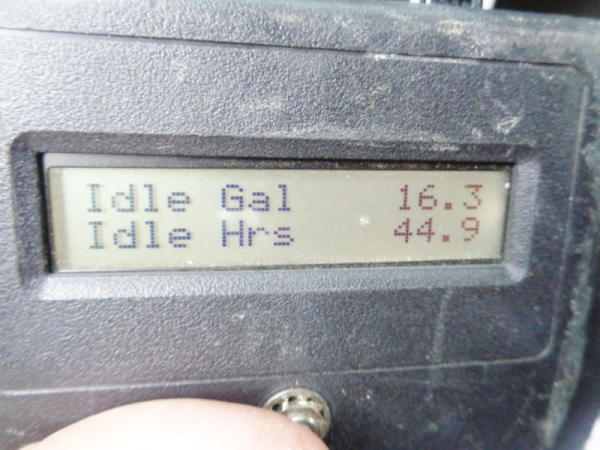 Idle Gal 16.3
Idle Hrs 44.9